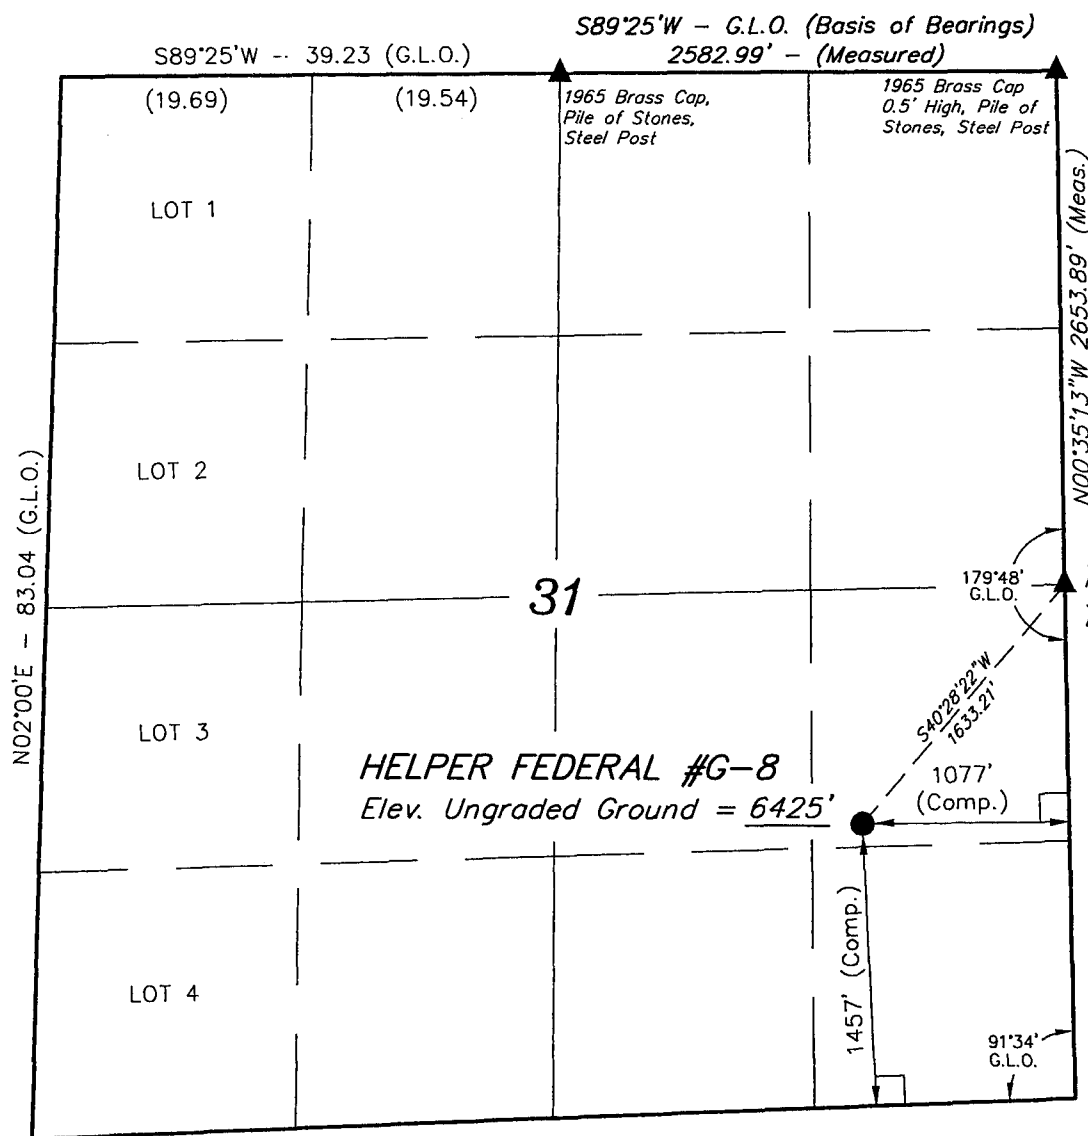 S89°25'W - G.L.O. (Basis of Bearings)
S89°25'W -- 39.23 (G.L.O.)
2582.99' - (Measured)
(19.69)
(19.54)
1965 Brass Cap,
Pile of Stones,
Steel Post
1965 Brass Cap
0.5' High, Pile of
Stones, Steel Post
LOT 1
N00°35'13"W 2653.89' (Meas.)
LOT 2
N02°00'E - 83.04 (G.L.O.)
31
179°48'
G.L.O.
S40°28'22"W
1633.21'
LOT 3
HELPER FEDERAL #G-8
Elev. Ungraded Ground = 6425'
1077'
(Comp.)
1457' (Comp.)
LOT 4
91°34'
G.L.O.